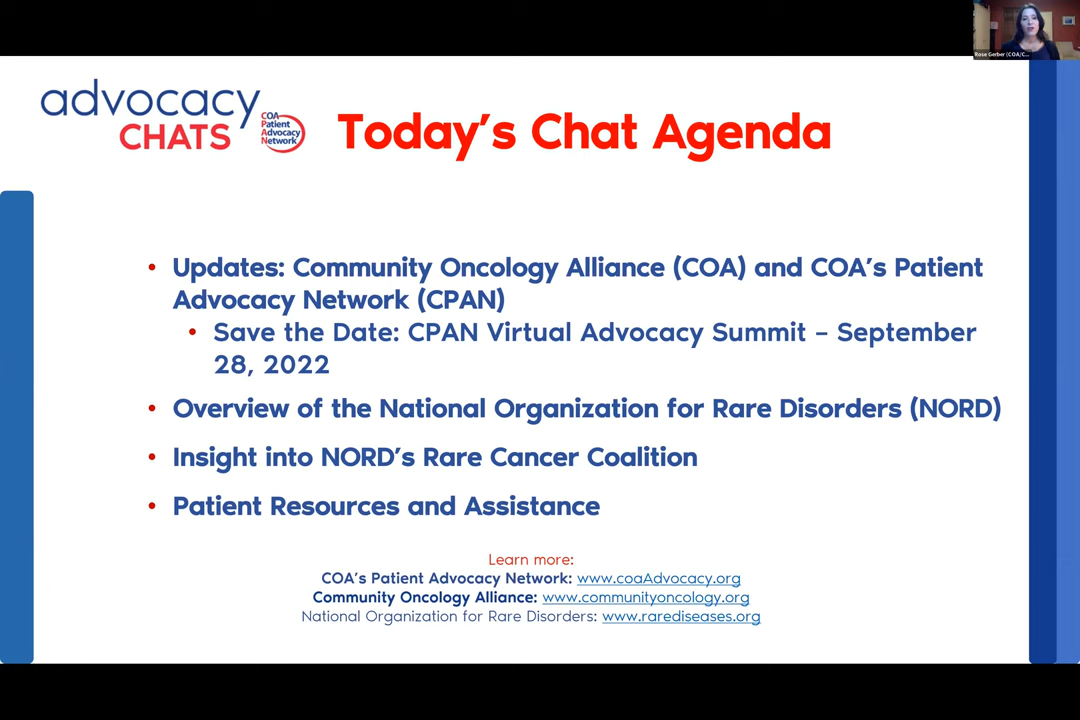 Rose Gerber (COA/C...
advocacy
CHATS
COA
Patient
Advocacy
Network
Today's Chat Agenda
• Updates: Community Oncology Alliance (COA) and COA's Patient
Advocacy Network (CPAN)
• Save the Date: CPAN Virtual Advocacy Summit – September
28, 2022
• Overview of the National Organization for Rare Disorders (NORD)
• Insight into NORD's Rare Cancer Coalition
• Patient Resources and Assistance
Learn more:
COA's Patient Advocacy Network: www.coaAdvocacy.org
Community Oncology Alliance: www.communityoncology.org
National Organization for Rare Disorders: www.rarediseases.org